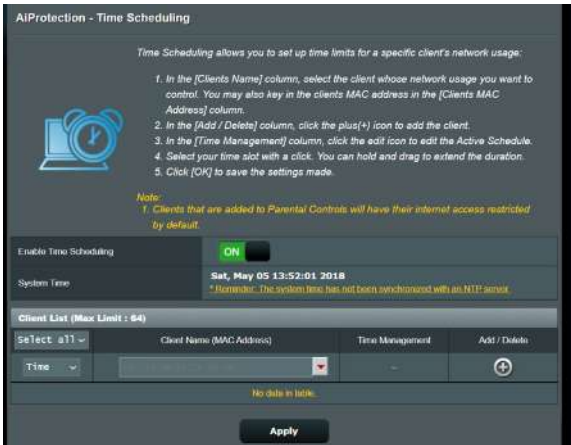 AiProtection - Time Scheduling
Time Scheduling allows you to set up time limits for a specific client's network usage:
1. In the [Clients Name] column, select the client whose network usage you want to
control. You may also key in the clients MAC address in the [Clients MAC
Address] column.
2. In the [Add / Delete] column, click the plus(+) icon to add the client.
3. In the [Time Management] column, click the edit icon to edit the Active Schedule.
4. Select your time slot with a click. You can hold and drag to extend the duration.
5. Click [OK] to save the settings made.
Note:
1. Clients that are added to Parental Controls will have their internet access restricted
by default.
Enable Time Scheduling ON
System Time Sat, May 05 13:52:01 2018
* Reminder: The system time has not been synchronized with an NTP server.
Client List (Max Limit : 64)
Select all Client Name (MAC Address) Time Management Add / Delete
Time --
No data in table.
Apply